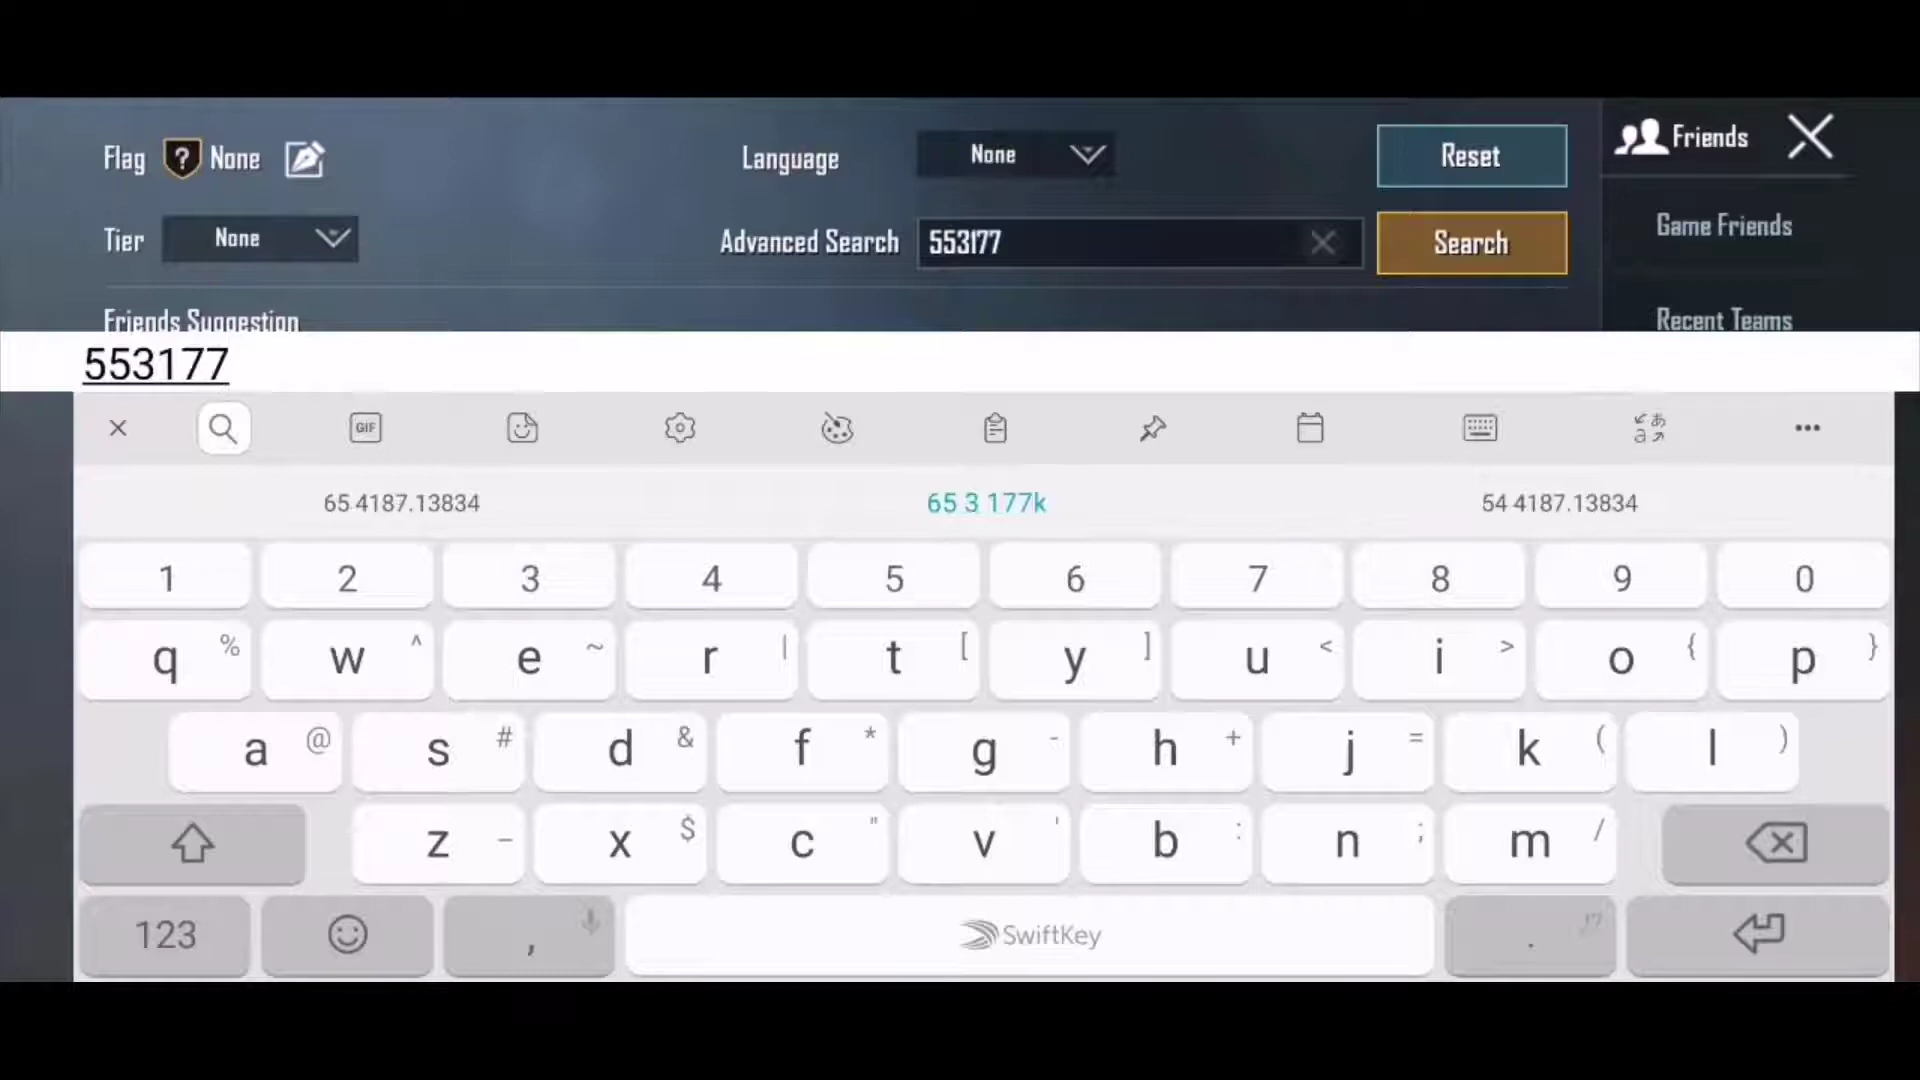 Flag ? None
Language None
Reset
Friends
Tier None
Advanced Search 553177
Search
Game Friends
Friends Suggestion
Recent Teams
553177
GIF
65 4187.13834
65 3 177k
54 4187.13834
1 2 3 4 5 6 7 8 9 0
q % w ^ e ~ r | t [ y ] u < i > o { p }
a @ s # d & f * g - h + j = k ( l )
z _ x $ c " v ' b : n ; m /
123 , SwiftKey . !?